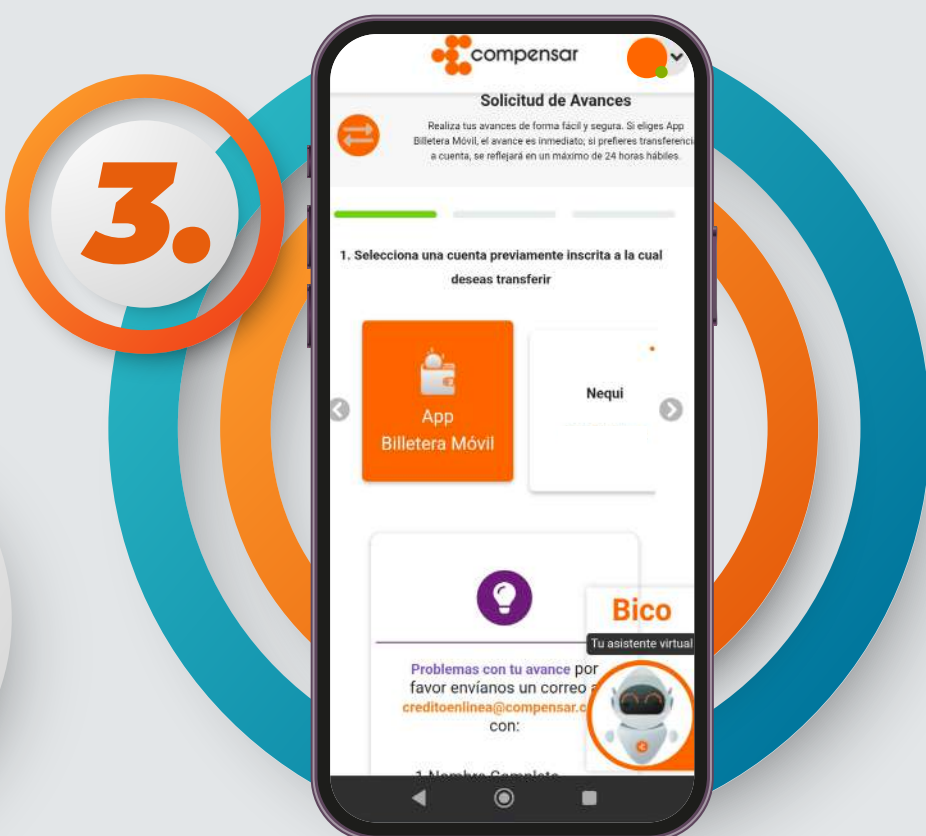 3.
compensar
Solicitud de Avances
Realiza tus avances de forma fácil y segura. Si eliges App
Billetera Móvil, el avance es inmediato; si prefieres transferenci
a cuenta, se reflejará en un máximo de 24 horas hábiles.
1. Selecciona una cuenta previamente inscrita a la cual
deseas transferir
App
Billetera Móvil
Nequi
Bico
Tu asistente virtual
Problemas con tu avance por
favor envíanos un correo a
creditoenlinea@compensar.c
con:
1.Nombre Completo